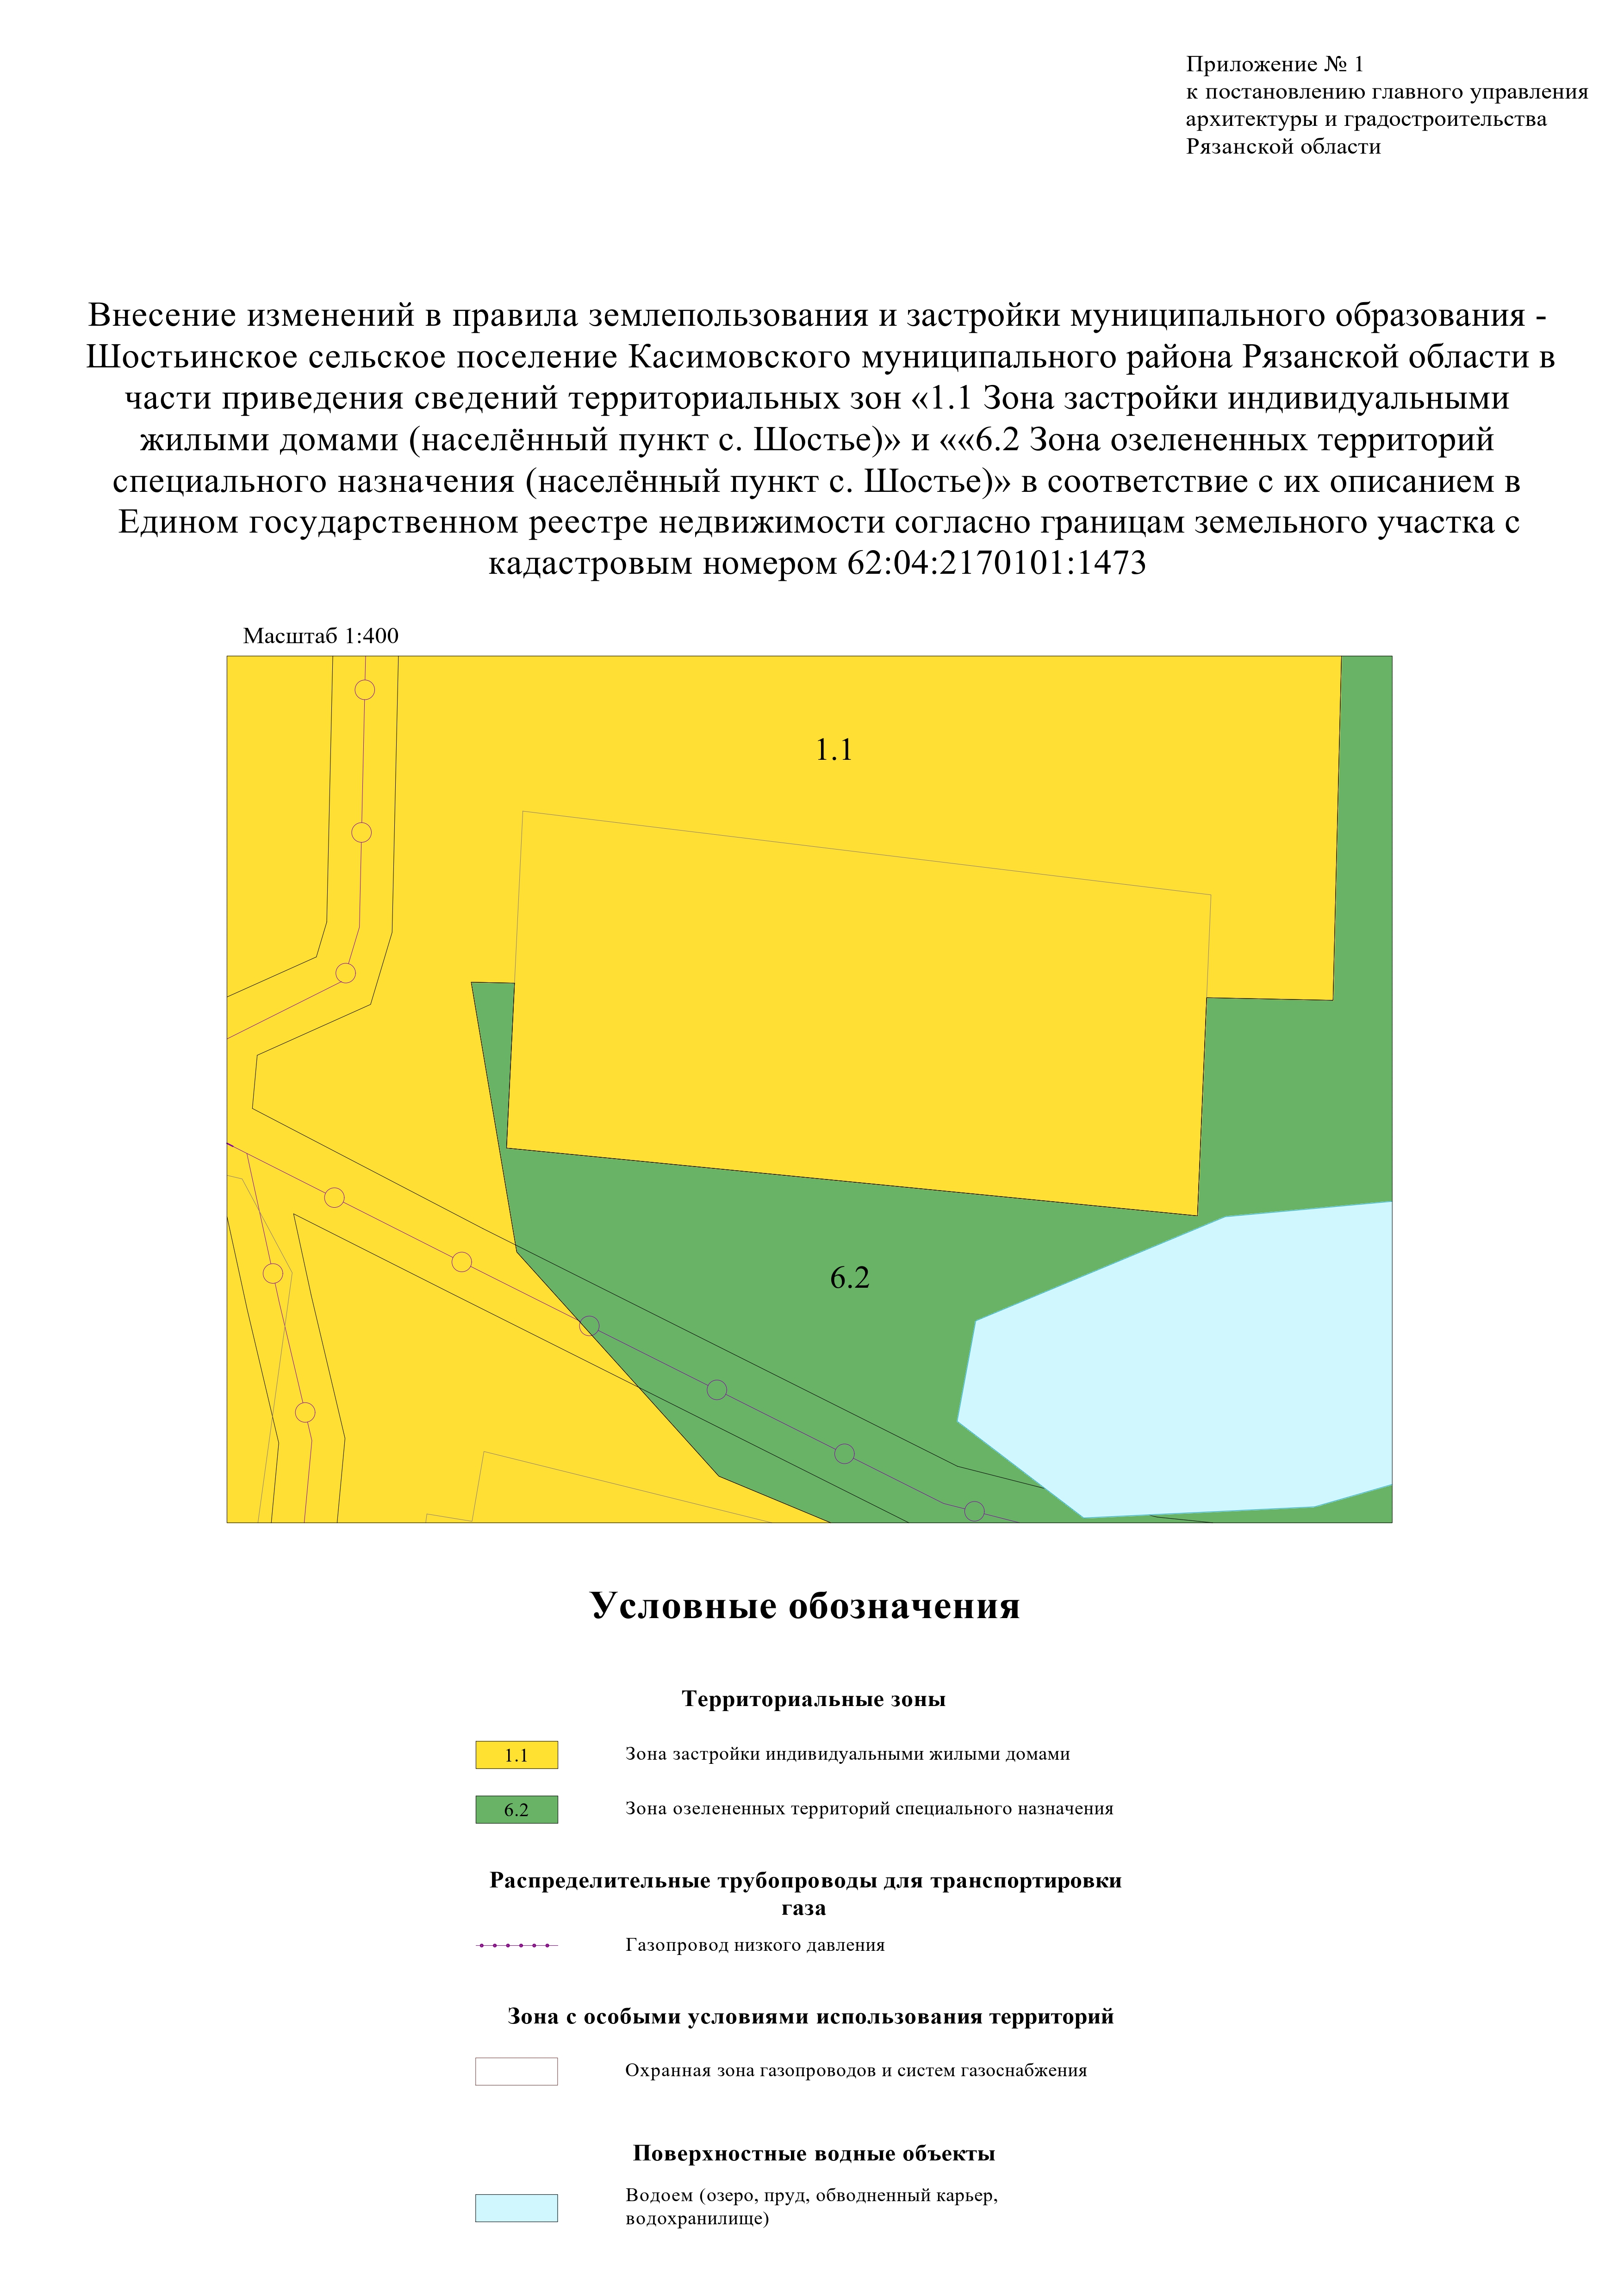 Приложение № 1
к постановлению главного управления
архитектуры и градостроительства
Рязанской области
Внесение изменений в правила землепользования и застройки муниципального образования -
Шостьинское сельское поселение Касимовского муниципального района Рязанской области в
части приведения сведений территориальных зон «1.1 Зона застройки индивидуальными
жилыми домами (населённый пункт с. Шостье)» и ««6.2 Зона озелененных территорий
специального назначения (населённый пункт с. Шостье)» в соответствие с их описанием в
Едином государственном реестре недвижимости согласно границам земельного участка с
кадастровым номером 62:04:2170101:1473
Масштаб 1:400
1.1
6.2
Условные обозначения
Территориальные зоны
1.1 Зона застройки индивидуальными жилыми домами
6.2 Зона озелененных территорий специального назначения
Распределительные трубопроводы для транспортировки
газа
Газопровод низкого давления
Зона с особыми условиями использования территорий
Охранная зона газопроводов и систем газоснабжения
Поверхностные водные объекты
Водоем (озеро, пруд, обводненный карьер,
водохранилище)